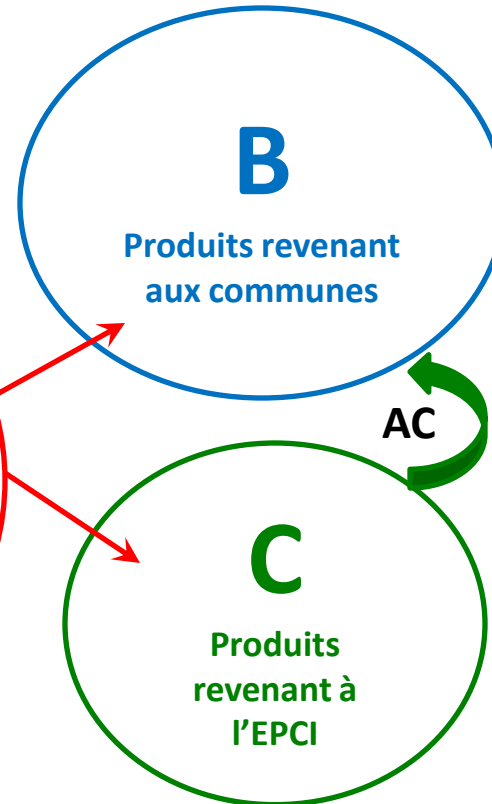 B
Produits revenant
aux communes
AC
C
Produits
revenant à
l’EPCI